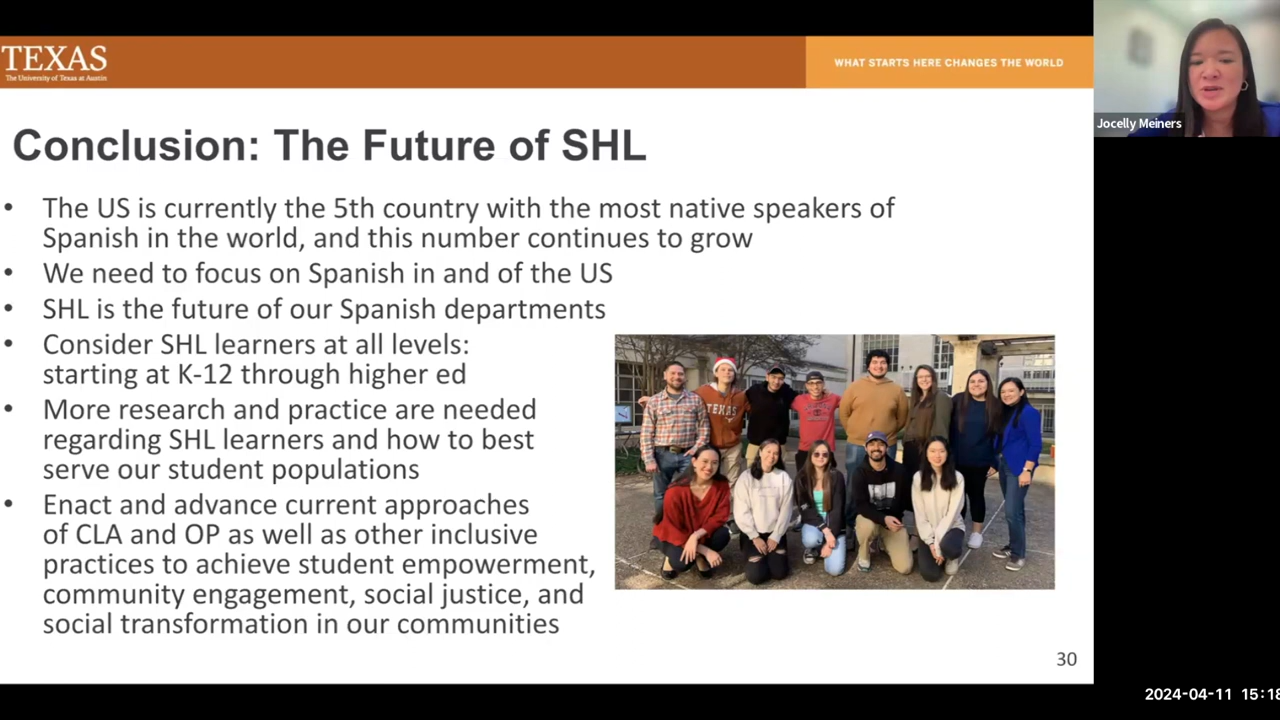 TEXAS
The University of Texas at Austin
WHAT STARTS HERE CHANGES THE WORLD
Jocelly Meiners
Conclusion: The Future of SHL
• The US is currently the 5th country with the most native speakers of
Spanish in the world, and this number continues to grow
• We need to focus on Spanish in and of the US
• SHL is the future of our Spanish departments
• Consider SHL learners at all levels:
starting at K-12 through higher ed
• More research and practice are needed
regarding SHL learners and how to best
serve our student populations
• Enact and advance current approaches
of CLA and OP as well as other inclusive
practices to achieve student empowerment,
community engagement, social justice, and
social transformation in our communities
TEXAS
30
2024-04-11 15:18